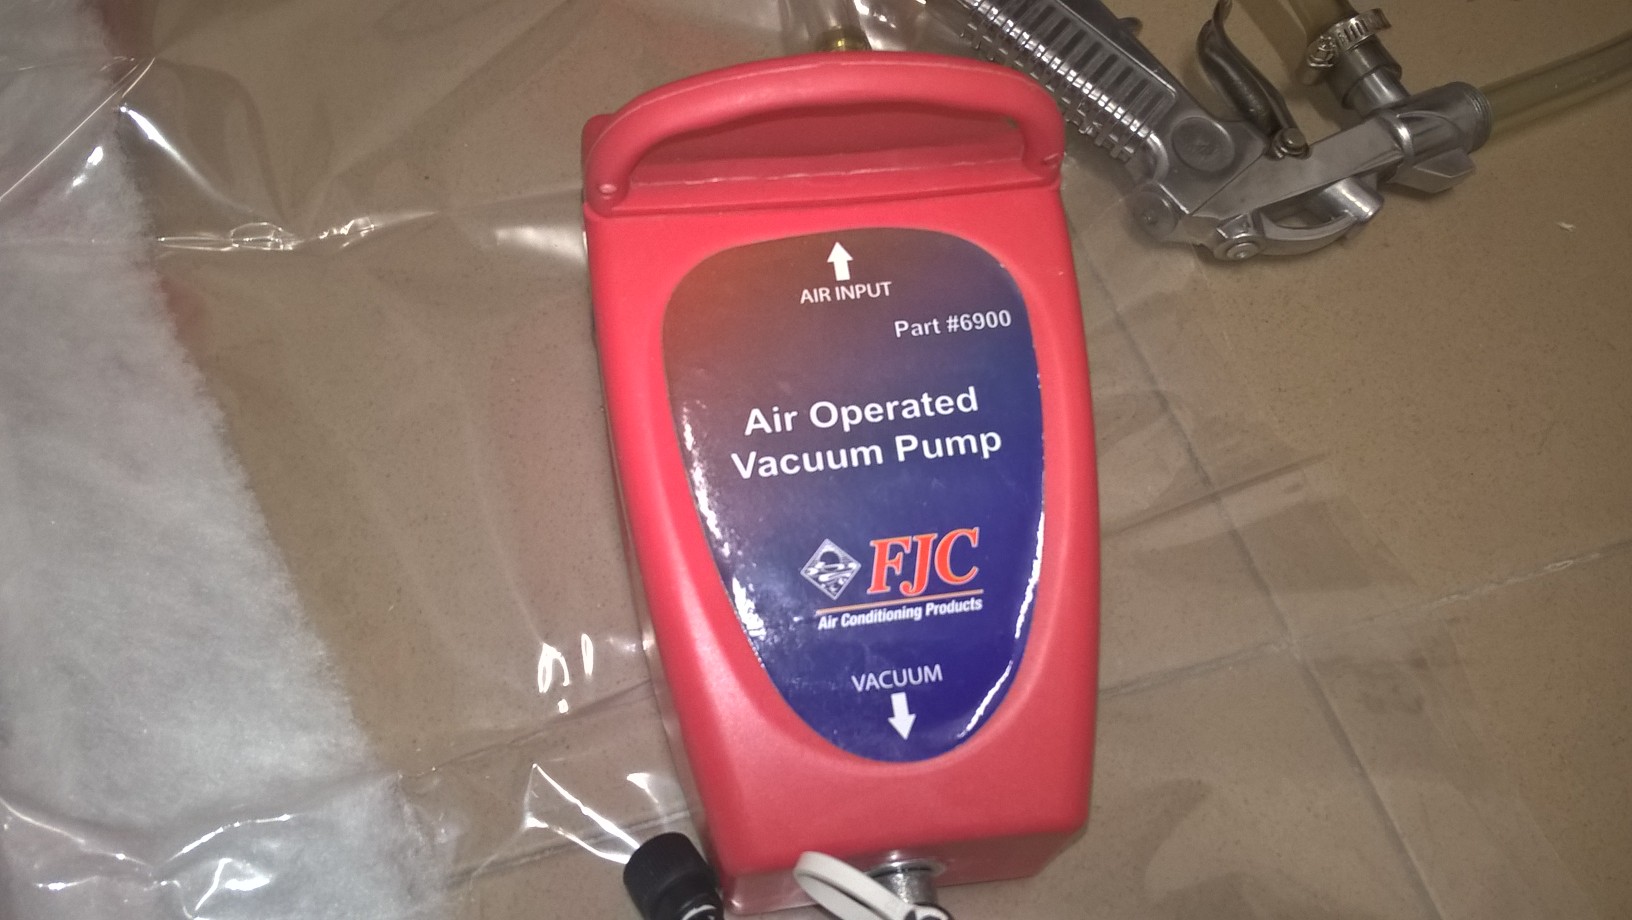 AIR INPUT
Part #6900
Air Operated
Vacuum Pump
FJC
Air Conditioning Products
VACUUM